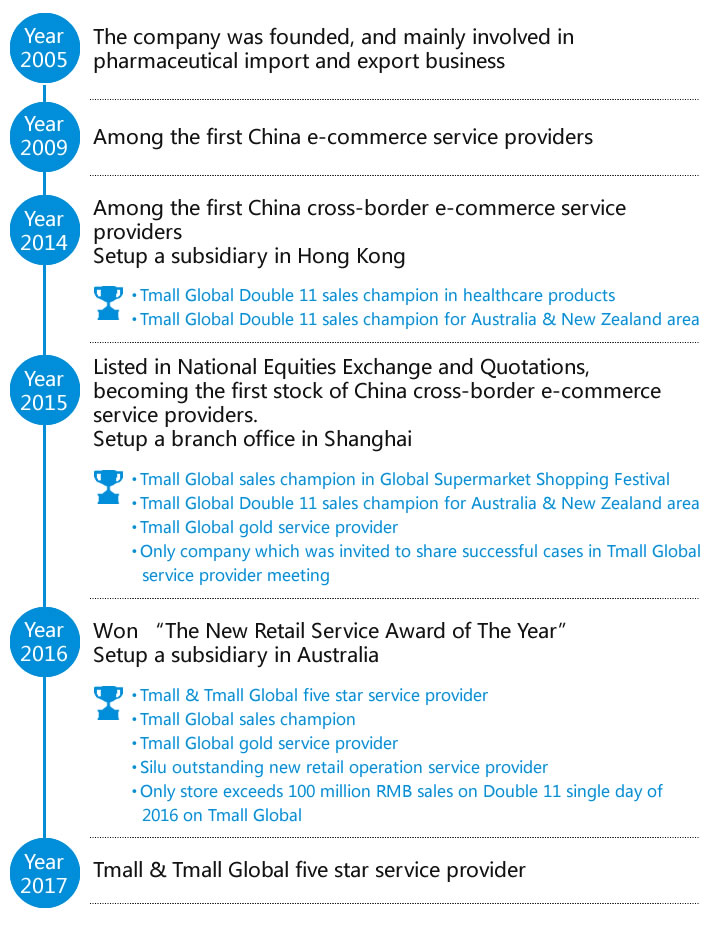 Year
2005
The company was founded, and mainly involved in
pharmaceutical import and export business
Year
2009
Among the first China e-commerce service providers
Year
2014
Among the first China cross-border e-commerce service
providers
Setup a subsidiary in Hong Kong
• Tmall Global Double 11 sales champion in healthcare products
• Tmall Global Double 11 sales champion for Australia & New Zealand area
Year
2015
Listed in National Equities Exchange and Quotations,
becoming the first stock of China cross-border e-commerce
service providers.
Setup a branch office in Shanghai
• Tmall Global sales champion in Global Supermarket Shopping Festival
• Tmall Global Double 11 sales champion for Australia & New Zealand area
• Tmall Global gold service provider
• Only company which was invited to share successful cases in Tmall Global
service provider meeting
Year
2016
Won “The New Retail Service Award of The Year”
Setup a subsidiary in Australia
• Tmall & Tmall Global five star service provider
• Tmall Global sales champion
• Tmall Global gold service provider
• Silu outstanding new retail operation service provider
• Only store exceeds 100 million RMB sales on Double 11 single day of
2016 on Tmall Global
Year
2017
Tmall & Tmall Global five star service provider